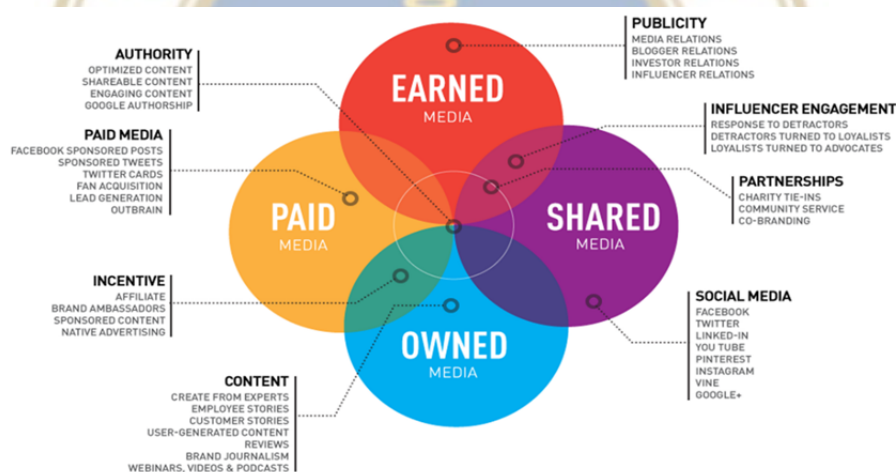 PUBLICITY
MEDIA RELATIONS
BLOGGER RELATIONS
INVESTOR RELATIONS
INFLUENCER RELATIONS
AUTHORITY
OPTIMIZED CONTENT
SHAREABLE CONTENT
ENGAGING CONTENT
GOOGLE AUTHORSHIP
EARNED
MEDIA
INFLUENCER ENGAGEMENT
RESPONSE TO DETRACTORS
DETRACTORS TURNED TO LOYALISTS
LOYALISTS TURNED TO ADVOCATES
PAID MEDIA
FACEBOOK SPONSORED POSTS
SPONSORED TWEETS
TWITTER CARDS
FAN ACQUISITION
LEAD GENERATION
OUTBRAIN
PARTNERSHIPS
CHARITY TIE-INS
COMMUNITY SERVICE
CO-BRANDING
PAID
MEDIA
SHARED
MEDIA
INCENTIVE
AFFILIATE
BRAND AMBASSADORS
SPONSORED CONTENT
NATIVE ADVERTISING
SOCIAL MEDIA
FACEBOOK
TWITTER
LINKED-IN
YOU TUBE
PINTEREST
INSTAGRAM
VINE
GOOGLE+
OWNED
MEDIA
CONTENT
CREATE FROM EXPERTS
EMPLOYEE STORIES
CUSTOMER STORIES
USER-GENERATED CONTENT
REVIEWS
BRAND JOURNALISM
WEBINARS, VIDEOS & PODCASTS